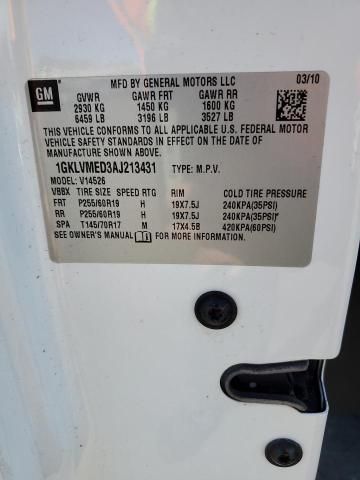 GM
MFD BY GENERAL MOTORS LLC 03/10
GVWR GAWR FRT GAWR RR
2930 KG 1450 KG 1600 KG
6459 LB 3196 LB 3527 LB
THIS VEHICLE CONFORMS TO ALL APPLICABLE U.S. FEDERAL MOTOR
VEHICLE SAFETY STANDARDS IN EFFECT ON THE DATE OF
MANUFACTURE SHOWN ABOVE.
1GKLVMED3AJ213431 TYPE: M.P.V.
MODEL: V14526
VBBX TIRE SIZE SPEED RTG RIM COLD TIRE PRESSURE
FRT P255/60R19 H 19X7.5J 240KPA(35PSI)
RR P255/60R19 H 19X7.5J 240KPA(35PSI)
SPA T145/70R17 M 17X4.5B 420KPA(60PSI)
SEE OWNER'S MANUAL FOR MORE INFORMATION.